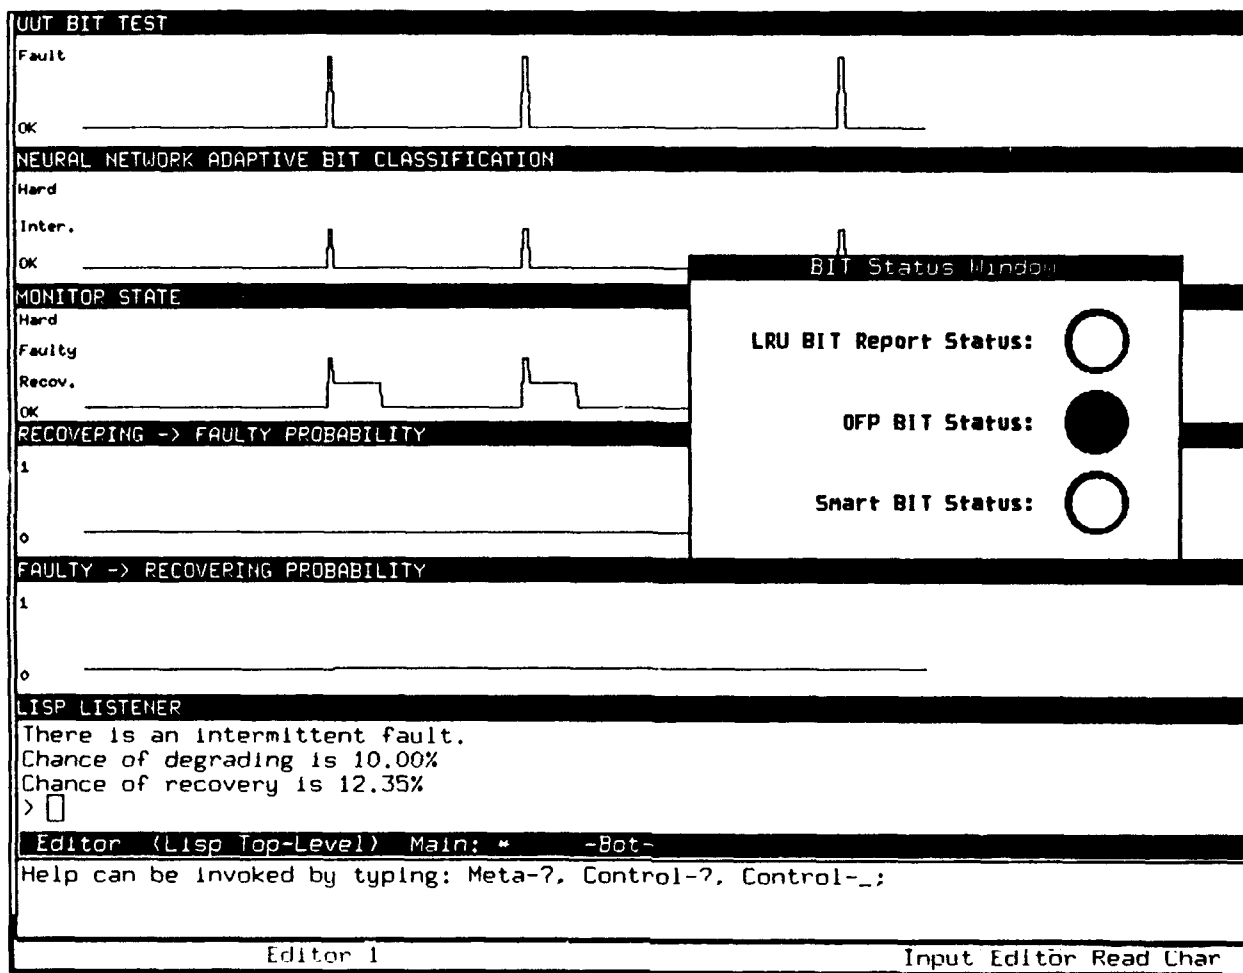 UUT BIT TEST
Fault
OK
NEURAL NETWORK ADAPTIVE BIT CLASSIFICATION
Hard
Inter.
OK
BIT Status Window
MONITOR STATE
Hard
LRU BIT Report Status:
Faulty
Recov.
OK
OFP BIT Status:
RECOVERING -> FAULTY PROBABILITY
1
Smart BIT Status:
0
FAULTY -> RECOVERING PROBABILITY
1
0
LISP LISTENER
There is an intermittent fault.
Chance of degrading is 10.00%
Chance of recovery is 12.35%
>
Editor (Lisp Top-Level) Main: * -Bot-
Help can be invoked by typing: Meta-?, Control-?, Control-_;
Editor 1 Input Editor Read Char